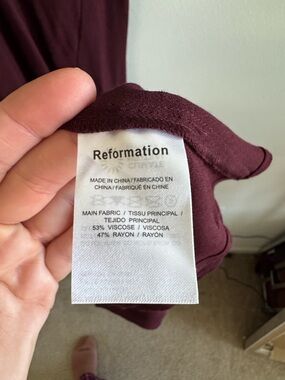 Reformation
MADE IN CHINA / FABRICADO EN
CHINA / FABRIQUÉ EN CHINE
MAIN FABRIC / TISSU PRINCIPAL /
TEJIDO PRINCIPAL
53% VISCOSE / VISCOSA
47% RAYON / RAYÓN